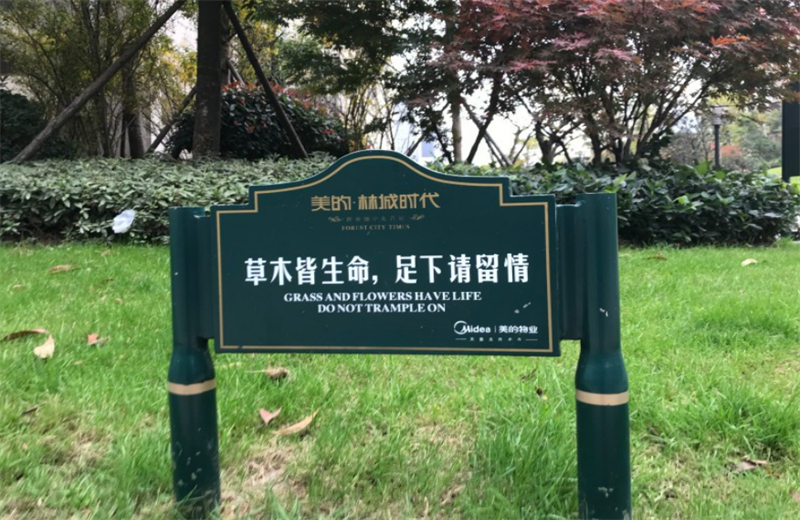 美的·林城时代
FOREST CITY TIMES
草木皆生命，足下请留情
GRASS AND FLOWERS HAVE LIFE
DO NOT TRAMPLE ON
Midea | 美的物业